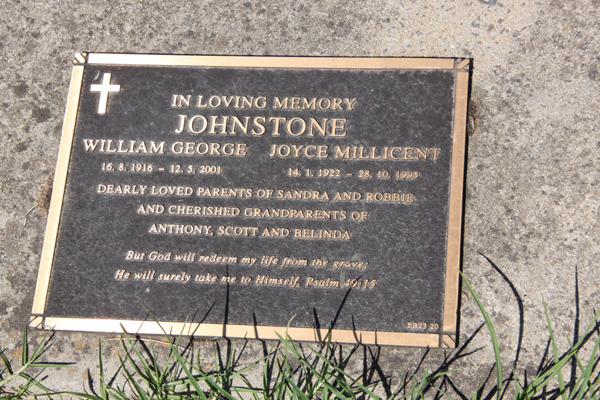 IN LOVING MEMORY
JOHNSTONE
WILLIAM GEORGE JOYCE MILLICENT
16. 8. 1916 - 12. 5. 2001 14. 1. 1922 - 28. 10. 1995
DEARLY LOVED PARENTS OF SANDRA AND ROBBIE
AND CHERISHED GRANDPARENTS OF
ANTHONY, SCOTT AND BELINDA
But God will redeem my life from the grave;
He will surely take me to Himself, Psalm 49:15
EB23 20